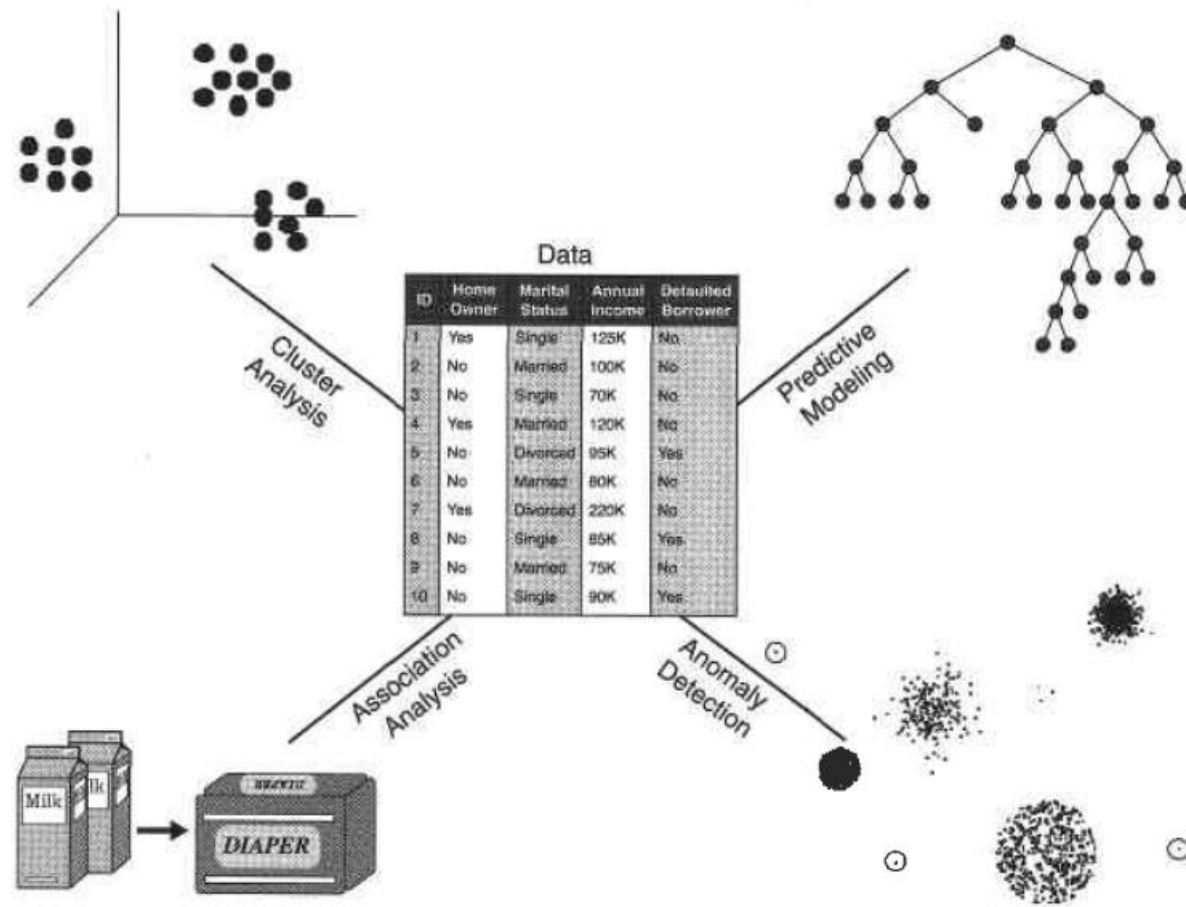 Data
ID Home Owner Marital Status Annual Income Defaulted Borrower
1 Yes Single 125K No
2 No Married 100K No
3 No Single 70K No
4 Yes Married 120K No
5 No Divorced 95K Yes
6 No Married 60K No
7 Yes Divorced 220K No
8 No Single 85K Yes
9 No Married 75K No
10 No Single 90K Yes
Cluster
Analysis
Predictive
Modeling
Association
Analysis
Anomaly
Detection
Milk
lk
DIAPER